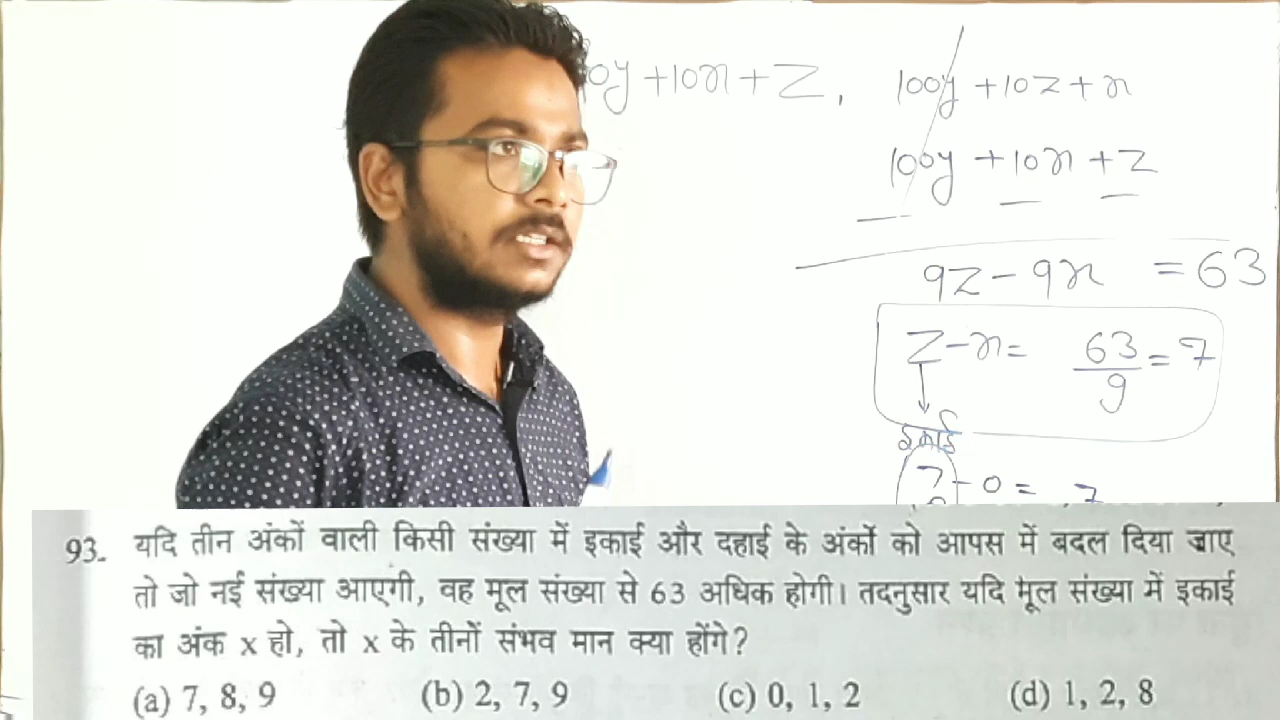 0y + 10x + z, 100y + 10z + x
100y + 10x + z
9z - 9x = 63
z - x = 63/9 = 7
इकाई
7 - 0 = 7
93. यदि तीन अंकों वाली किसी संख्या में इकाई और दहाई के अंकों को आपस में बदल दिया जाए
तो जो नई संख्या आएगी, वह मूल संख्या से 63 अधिक होगी। तदनुसार यदि मूल संख्या में इकाई
का अंक x हो, तो x के तीनों संभव मान क्या होंगे?
(a) 7, 8, 9 (b) 2, 7, 9 (c) 0, 1, 2 (d) 1, 2, 8